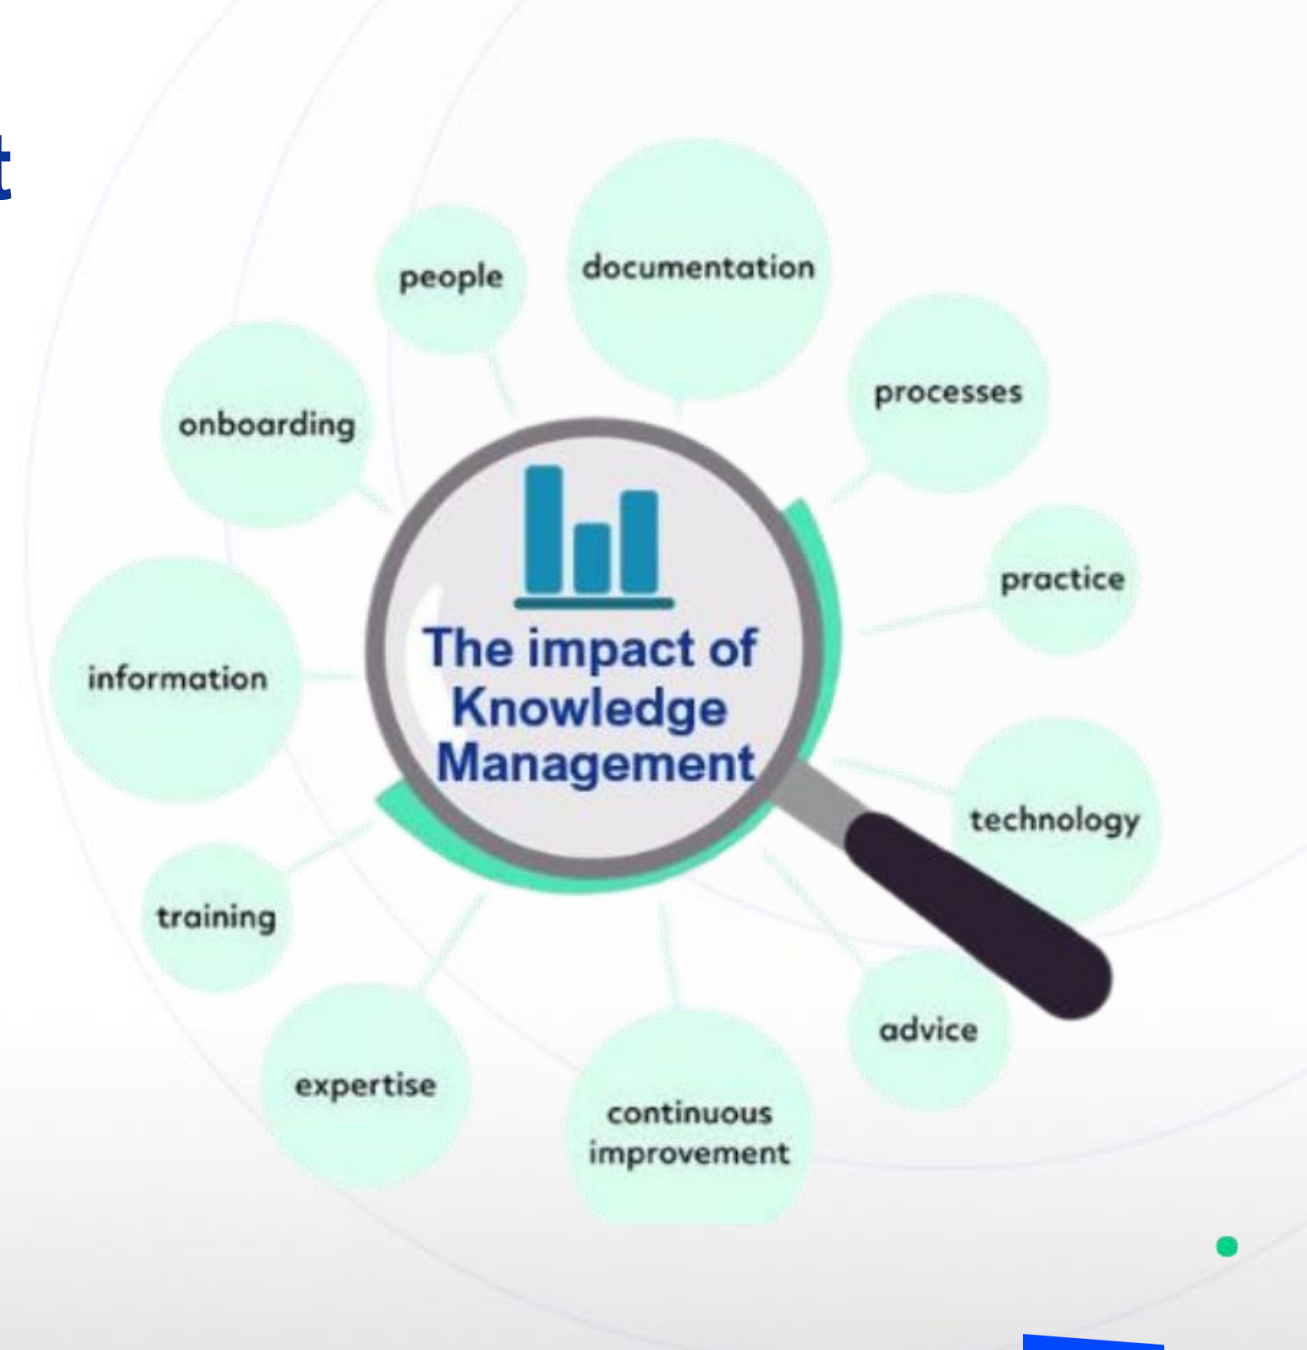 t
people
documentation
processes
onboarding
practice
information
The impact of
Knowledge
Management
technology
training
advice
expertise
continuous
improvement